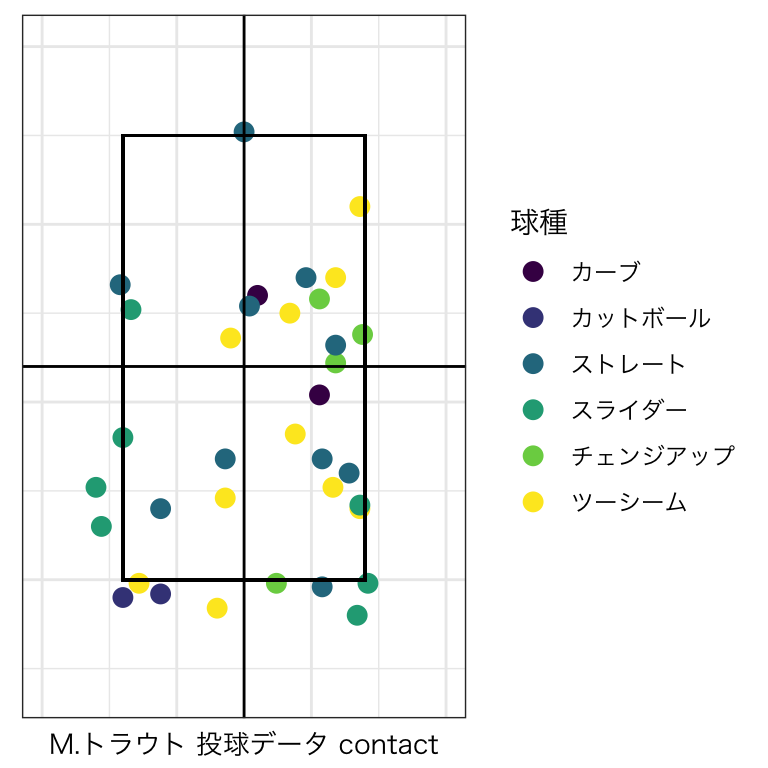 球種
カーブ
カットボール
ストレート
スライダー
チェンジアップ
ツーシーム
M.トラウト 投球データ contact